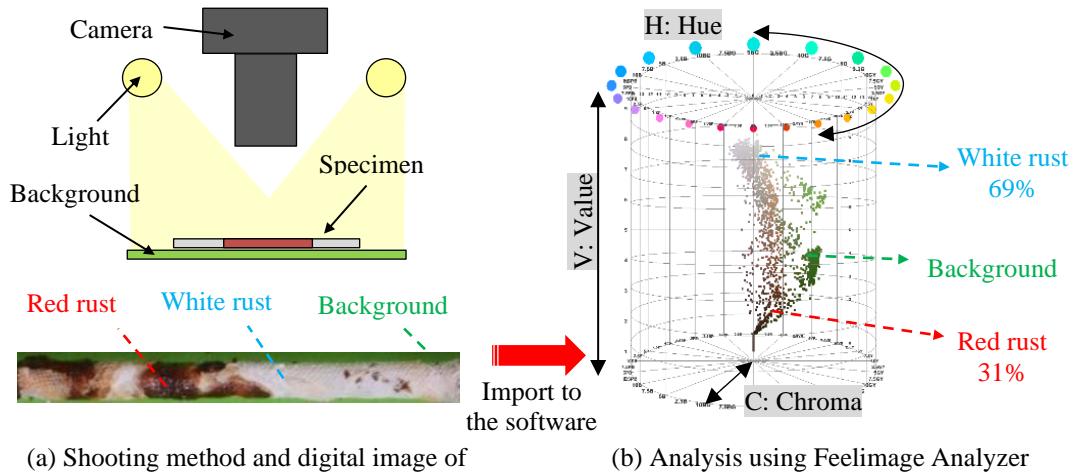 Camera
Light
Specimen
Background
Red rust
White rust
Background
(a) Shooting method and digital image of
Import to
the software
H: Hue
V: Value
C: Chroma
White rust
69%
Background
Red rust
31%
(b) Analysis using Feelimage Analyzer